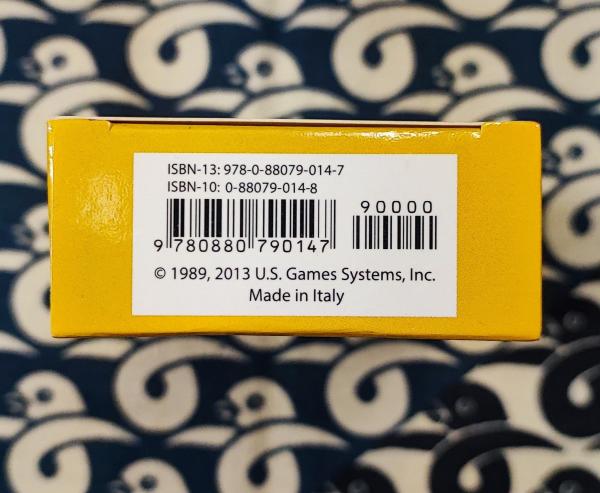 ISBN-13: 978-0-88079-014-7
ISBN-10: 0-88079-014-8
90000
9 780880 790147
© 1989, 2013 U.S. Games Systems, Inc.
Made in Italy